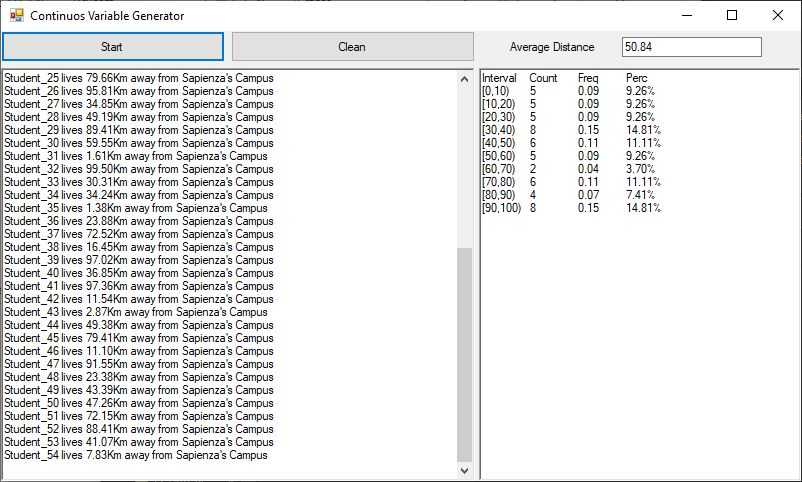 Continuos Variable Generator
Start Clean Average Distance 50.84
Student_25 lives 79.66Km away from Sapienza's Campus
Student_26 lives 95.81Km away from Sapienza's Campus
Student_27 lives 34.85Km away from Sapienza's Campus
Student_28 lives 49.19Km away from Sapienza's Campus
Student_29 lives 89.41Km away from Sapienza's Campus
Student_30 lives 59.55Km away from Sapienza's Campus
Student_31 lives 1.61Km away from Sapienza's Campus
Student_32 lives 99.50Km away from Sapienza's Campus
Student_33 lives 30.31Km away from Sapienza's Campus
Student_34 lives 34.24Km away from Sapienza's Campus
Student_35 lives 1.38Km away from Sapienza's Campus
Student_36 lives 23.88Km away from Sapienza's Campus
Student_37 lives 72.52Km away from Sapienza's Campus
Student_38 lives 16.45Km away from Sapienza's Campus
Student_39 lives 97.02Km away from Sapienza's Campus
Student_40 lives 36.85Km away from Sapienza's Campus
Student_41 lives 97.36Km away from Sapienza's Campus
Student_42 lives 11.54Km away from Sapienza's Campus
Student_43 lives 2.87Km away from Sapienza's Campus
Student_44 lives 49.38Km away from Sapienza's Campus
Student_45 lives 79.41Km away from Sapienza's Campus
Student_46 lives 11.10Km away from Sapienza's Campus
Student_47 lives 91.55Km away from Sapienza's Campus
Student_48 lives 23.38Km away from Sapienza's Campus
Student_49 lives 43.39Km away from Sapienza's Campus
Student_50 lives 47.26Km away from Sapienza's Campus
Student_51 lives 72.15Km away from Sapienza's Campus
Student_52 lives 88.41Km away from Sapienza's Campus
Student_53 lives 41.07Km away from Sapienza's Campus
Student_54 lives 7.83Km away from Sapienza's Campus
Interval Count Freq Perc
[0,10) 5 0.09 9.26%
[10,20) 5 0.09 9.26%
[20,30) 5 0.09 9.26%
[30,40) 8 0.15 14.81%
[40,50) 6 0.11 11.11%
[50,60) 5 0.09 9.26%
[60,70) 2 0.04 3.70%
[70,80) 6 0.11 11.11%
[80,90) 4 0.07 7.41%
[90,100) 8 0.15 14.81%